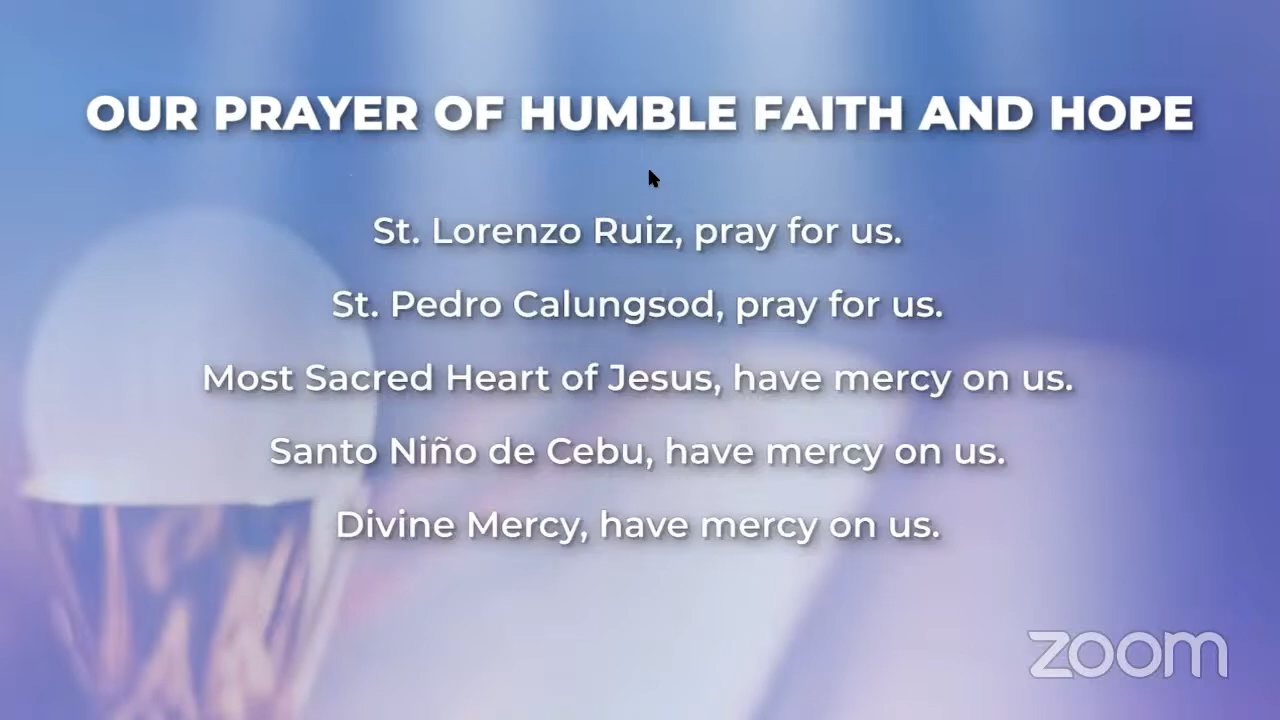 OUR PRAYER OF HUMBLE FAITH AND HOPE
St. Lorenzo Ruiz, pray for us.
St. Pedro Calungsod, pray for us.
Most Sacred Heart of Jesus, have mercy on us.
Santo Niño de Cebu, have mercy on us.
Divine Mercy, have mercy on us.
zoom